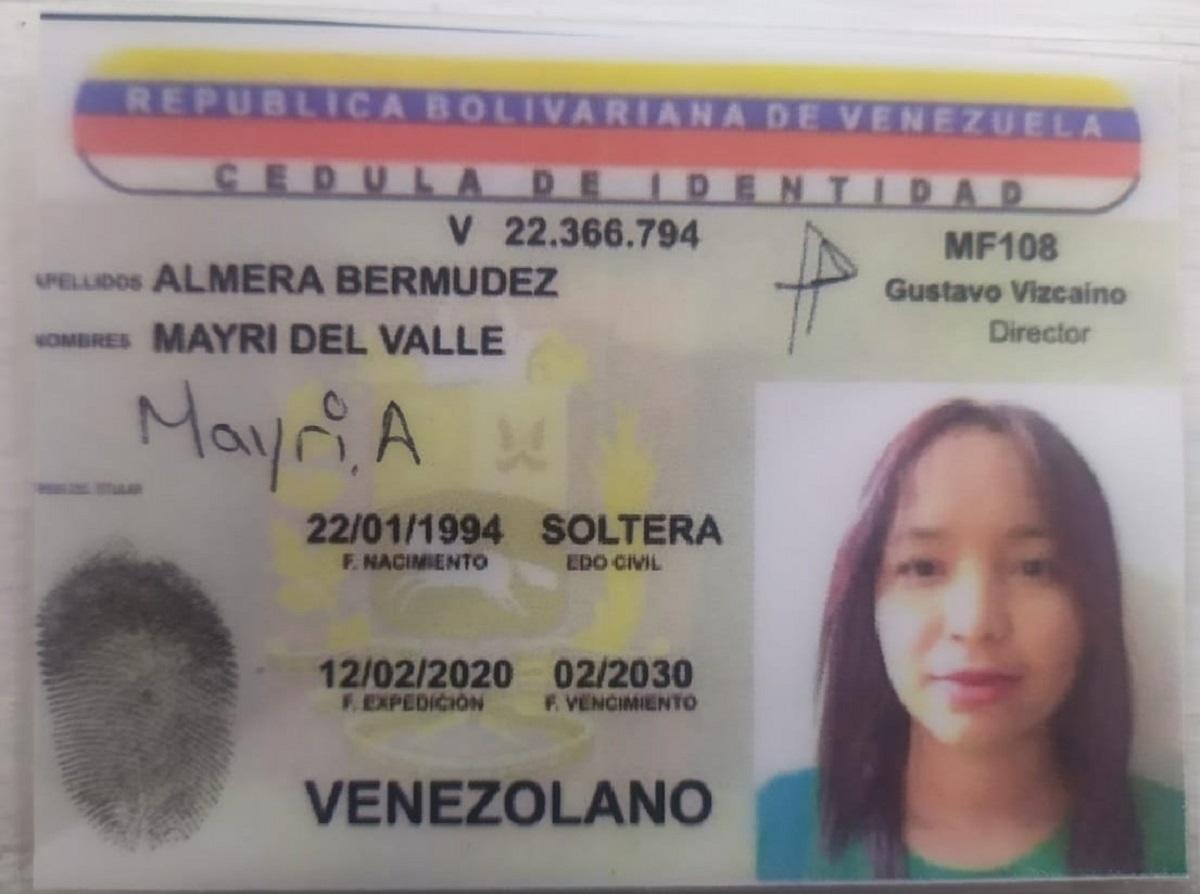 REPUBLICA BOLIVARIANA DE VENEZUELA
CEDULA DE IDENTIDAD
V 22.366.794
MF108
Gustavo Vizcaino
Director
APELLIDOS ALMERA BERMUDEZ
NOMBRES MAYRI DEL VALLE
Mayri. A
FIRMA DEL TITULAR
22/01/1994 SOLTERA
F. NACIMIENTO EDO CIVIL
12/02/2020 02/2030
F. EXPEDICIÓN F. VENCIMIENTO
VENEZOLANO